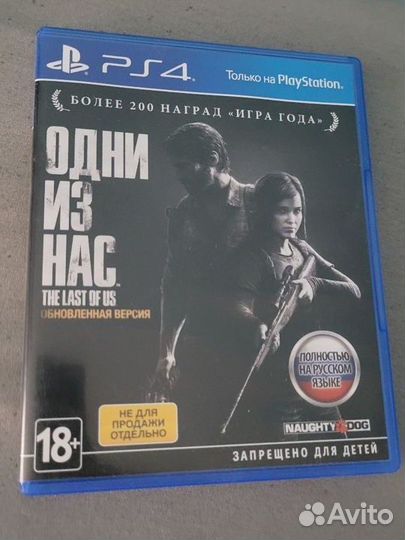 PS4
Только на PlayStation®
БОЛЕЕ 200 НАГРАД «ИГРА ГОДА»
ОДНИ
ИЗ
НАС
THE LAST OF US
ОБНОВЛЕННАЯ ВЕРСИЯ
ПОЛНОСТЬЮ
НА РУССКОМ
ЯЗЫКЕ
НЕ ДЛЯ
ПРОДАЖИ
ОТДЕЛЬНО
NAUGHTY DOG
18+
ЗАПРЕЩЕНО ДЛЯ ДЕТЕЙ
Avito